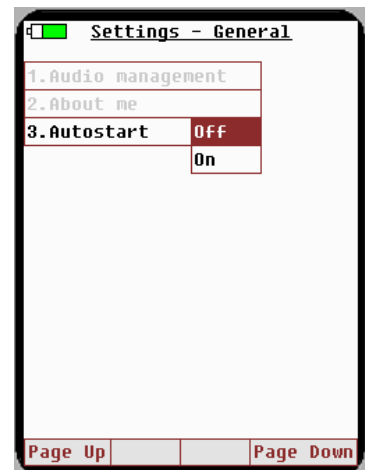 Settings - General
1.Audio management
2.About me
3.Autostart Off
On
Page Up Page Down